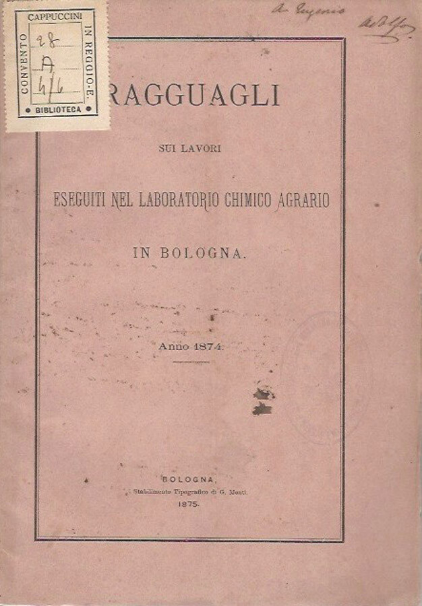 CONVENTO
CAPPUCCINI
IN REGGIO-E.
BIBLIOTECA
28
A
4/6
A Eugenio
Adolfo
RAGGUAGLI
SUI LAVORI
ESEGUITI NEL LABORATORIO CHIMICO AGRARIO
IN BOLOGNA.
Anno 1874.
BOLOGNA
Stabilimento Tipografico di G. Monti
1875.